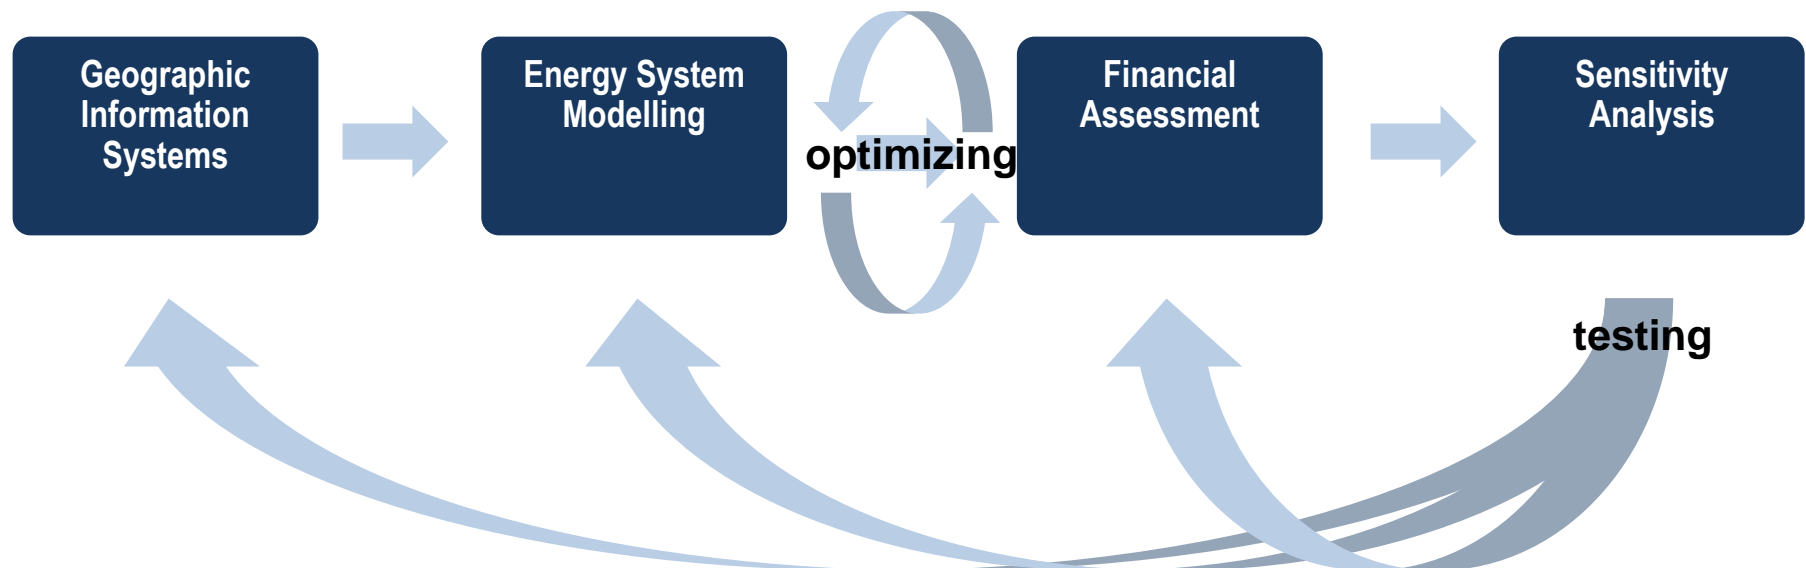 Geographic
Information
Systems
Energy System
Modelling
optimizing
Financial
Assessment
Sensitivity
Analysis
testing